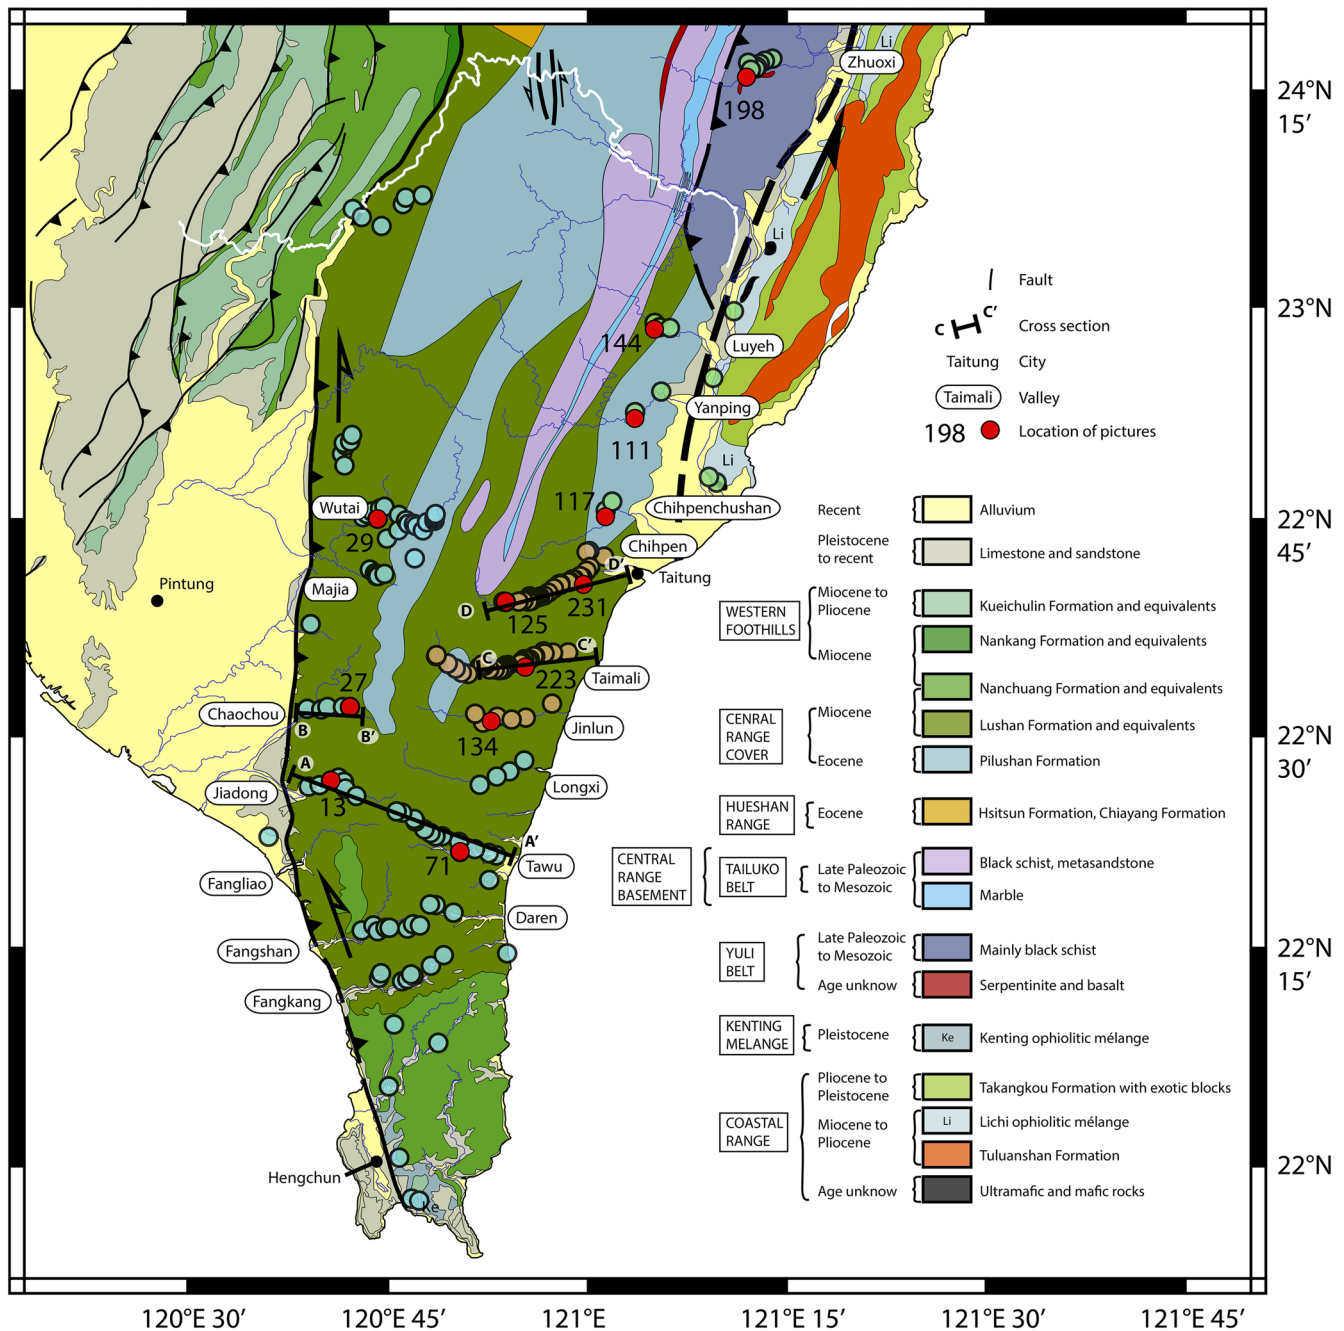 Li
Zhuoxi
198
Li
144
Luyeh
Yanping
111
Li
117
Chihpenchushan
Wutai
29
Chihpen
D'
Taitung
Pintung
Majia
D
125
231
C
C'
27
223
Taimali
Chaochou
B
B'
134
Jinlun
A
Jiadong
13
Longxi
A'
71
Tawu
Fangliao
Daren
Fangshan
Fangkang
Hengchun
Ke
Fault
C C'
Cross section
Taitung
City
Taimali
Valley
198
Location of pictures
Recent
Alluvium
Pleistocene
to recent
Limestone and sandstone
WESTERN
FOOTHILLS
Miocene to
Pliocene
Kueichulin Formation and equivalents
Miocene
Nankang Formation and equivalents
Nanchuang Formation and equivalents
CENRAL
RANGE
COVER
Miocene
Lushan Formation and equivalents
Eocene
Pilushan Formation
HUESHAN
RANGE
Eocene
Hsitsun Formation, Chiayang Formation
CENTRAL
RANGE
BASEMENT
TAILUKO
BELT
Late Paleozoic
to Mesozoic
Black schist, metasandstone
Marble
YULI
BELT
Late Paleozoic
to Mesozoic
Mainly black schist
Age unknow
Serpentinite and basalt
KENTING
MELANGE
Pleistocene
Ke
Kenting ophiolitic mélange
COASTAL
RANGE
Pliocene to
Pleistocene
Takangkou Formation with exotic blocks
Miocene to
Pliocene
Li
Lichi ophiolitic mélange
Tuluanshan Formation
Age unknow
Ultramafic and mafic rocks
24°N
15′
23°N
22°N
45′
22°N
30′
22°N
15′
22°N
120°E 30′
120°E 45′
121°E
121°E 15′
121°E 30′
121°E 45′